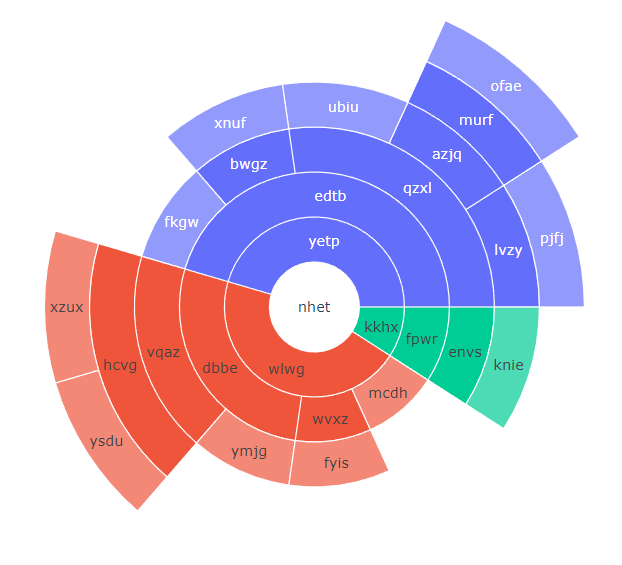 ofae
ubiu
murf
xnuf
azjq
bwgz
qzxl
edtb
fkgw
pjfj
yetp
lvzy
nhet
xzux
kkhx
fpwr
envs
vqaz
hcvg
knie
dbbe
wlwg
mcdh
wvxz
ysdu
ymjg
fyis